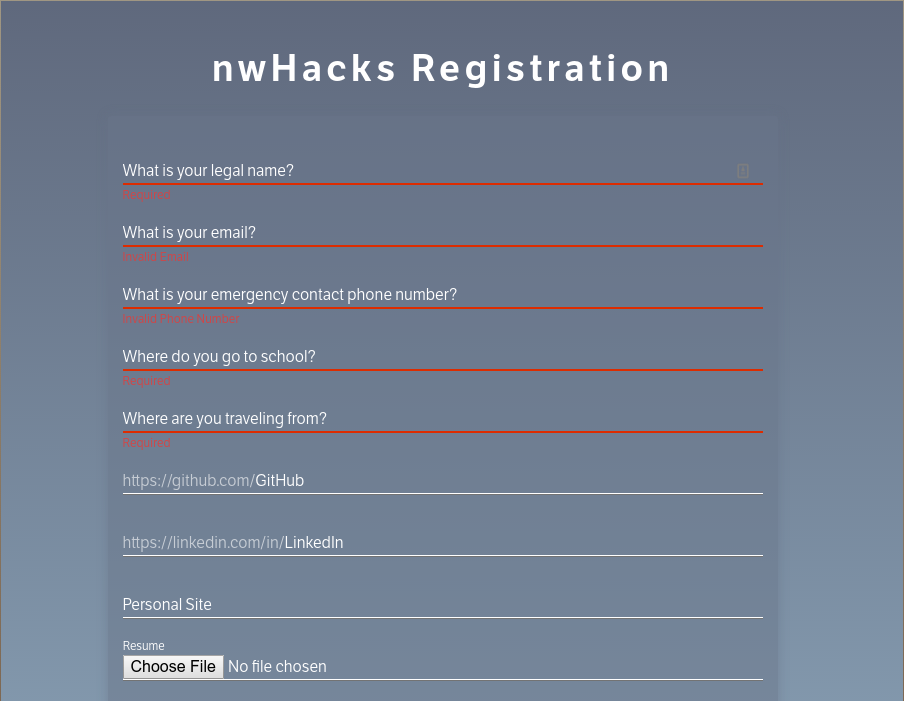 nwHacks Registration
What is your legal name?
Required
What is your email?
Invalid Email
What is your emergency contact phone number?
Invalid Phone Number
Where do you go to school?
Required
Where are you traveling from?
Required
https://github.com/GitHub
https://linkedin.com/in/LinkedIn
Personal Site
Resume
Choose File No file chosen